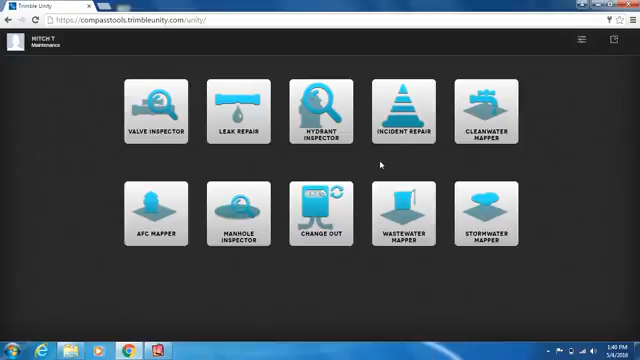 Trimble Unity
https://compasstools.trimbleunity.com/unity/
MITCH T
Maintenance
VALVE INSPECTOR
LEAK REPAIR
HYDRANT
INSPECTOR
INCIDENT REPAIR
CLEANWATER
MAPPER
AFC MAPPER
MANHOLE
INSPECTOR
CHANGE OUT
WASTEWATER
MAPPER
STORMWATER
MAPPER
1:40 PM
5/4/2016